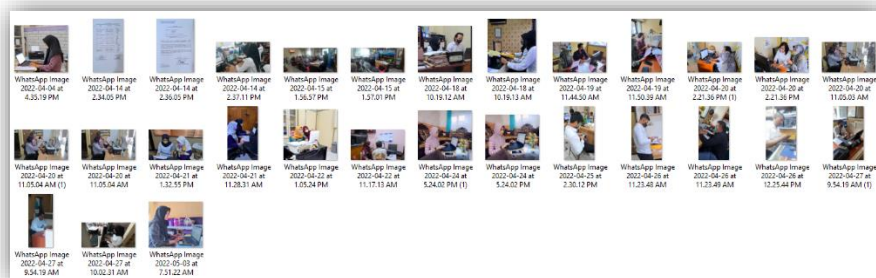 WhatsApp Image
2022-04-04 at
4.35.19 PM
WhatsApp Image
2022-04-14 at
2.34.05 PM
WhatsApp Image
2022-04-14 at
2.36.05 PM
WhatsApp Image
2022-04-14 at
2.37.11 PM
WhatsApp Image
2022-04-15 at
1.56.57 PM
WhatsApp Image
2022-04-15 at
1.57.01 PM
WhatsApp Image
2022-04-18 at
10.19.12 AM
WhatsApp Image
2022-04-18 at
10.19.13 AM
WhatsApp Image
2022-04-19 at
11.44.50 AM
WhatsApp Image
2022-04-19 at
11.50.39 AM
WhatsApp Image
2022-04-20 at
2.21.36 PM (1)
WhatsApp Image
2022-04-20 at
2.21.36 PM
WhatsApp Image
2022-04-20 at
11.05.03 AM
WhatsApp Image
2022-04-20 at
11.05.04 AM (1)
WhatsApp Image
2022-04-20 at
11.05.04 AM
WhatsApp Image
2022-04-21 at
1.32.55 PM
WhatsApp Image
2022-04-21 at
11.28.31 AM
WhatsApp Image
2022-04-22 at
1.05.24 PM
WhatsApp Image
2022-04-22 at
11.17.13 AM
WhatsApp Image
2022-04-24 at
5.24.02 PM (1)
WhatsApp Image
2022-04-24 at
5.24.02 PM
WhatsApp Image
2022-04-25 at
2.30.12 PM
WhatsApp Image
2022-04-26 at
11.23.48 AM
WhatsApp Image
2022-04-26 at
11.23.49 AM
WhatsApp Image
2022-04-26 at
12.25.44 PM
WhatsApp Image
2022-04-27 at
9.54.19 AM (1)
WhatsApp Image
2022-04-27 at
9.54.19 AM
WhatsApp Image
2022-04-27 at
10.02.31 AM
WhatsApp Image
2022-05-03 at
7.51.22 AM